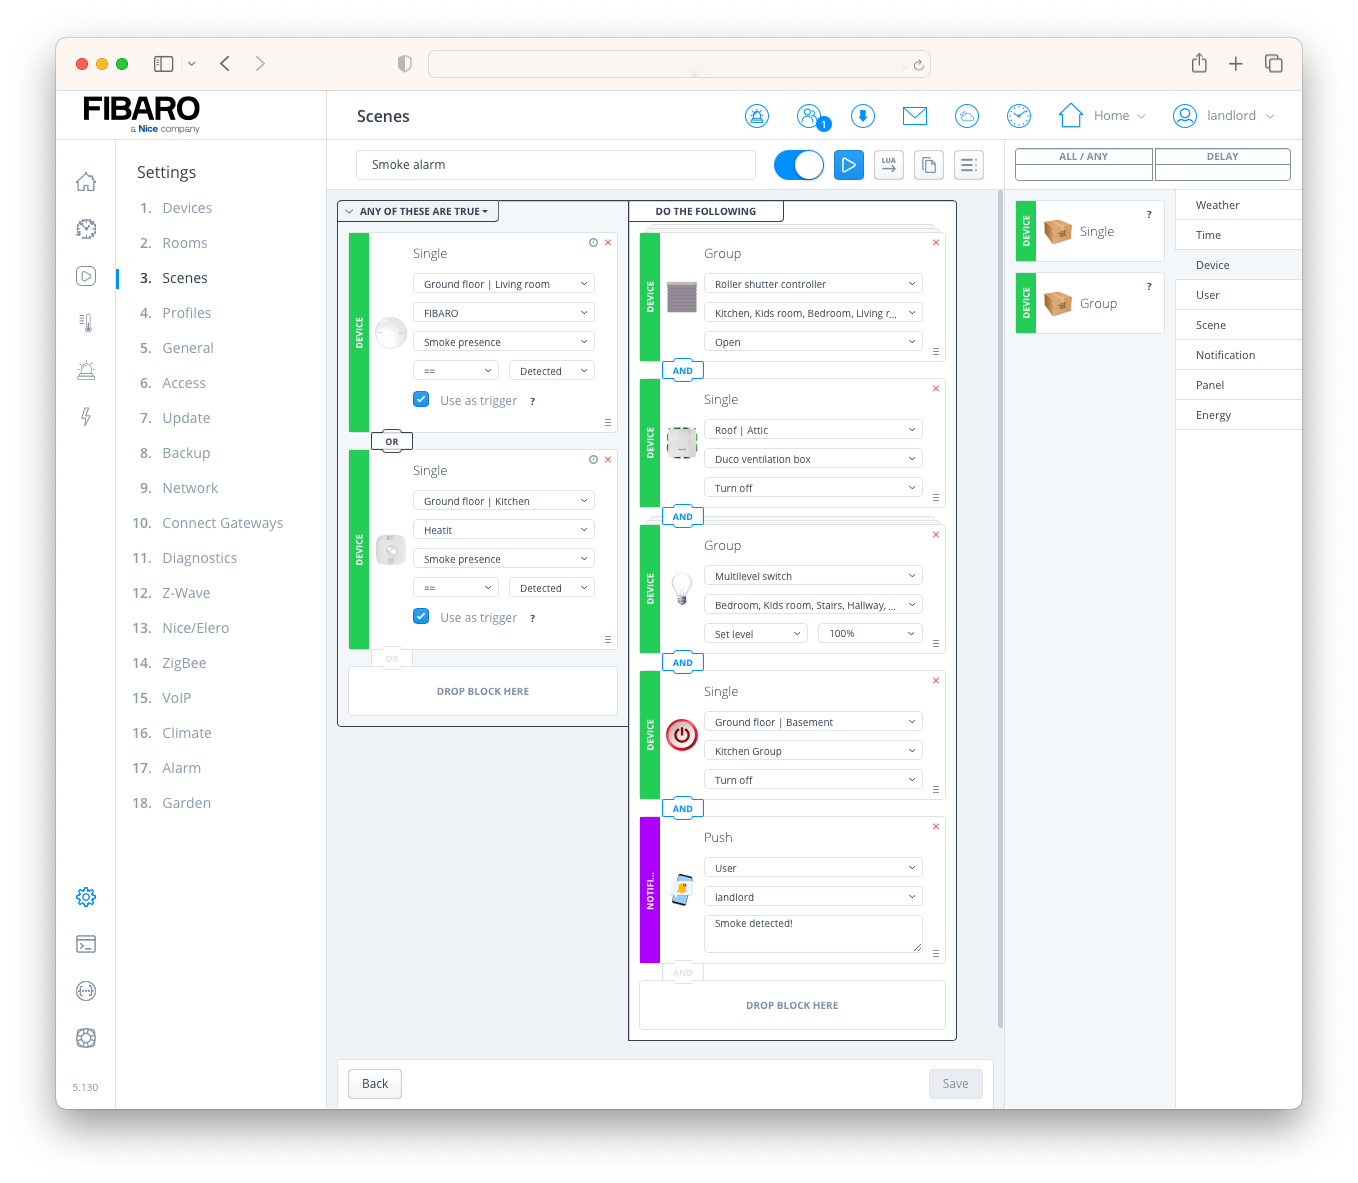 FIBARO
a Nice company
Scenes
1
Home
landlord
Smoke alarm
LUA
ALL / ANY
DELAY
Settings
1. Devices
2. Rooms
3. Scenes
4. Profiles
5. General
6. Access
7. Update
8. Backup
9. Network
10. Connect Gateways
11. Diagnostics
12. Z-Wave
13. Nice/Elero
14. ZigBee
15. VoIP
16. Climate
17. Alarm
18. Garden
5.130
ANY OF THESE ARE TRUE
DEVICE
Single
Ground floor | Living room
FIBARO
Smoke presence
==
Detected
Use as trigger ?
OR
DEVICE
Single
Ground floor | Kitchen
Heatit
Smoke presence
==
Detected
Use as trigger ?
OR
DROP BLOCK HERE
DO THE FOLLOWING
DEVICE
Group
Roller shutter controller
Kitchen, Kids room, Bedroom, Living r...
Open
AND
DEVICE
Single
Roof | Attic
Duco ventilation box
Turn off
AND
DEVICE
Group
Multilevel switch
Bedroom, Kids room, Stairs, Hallway, ...
Set level
100%
AND
DEVICE
Single
Ground floor | Basement
Kitchen Group
Turn off
AND
NOTIFI...
Push
User
landlord
Smoke detected!
AND
DROP BLOCK HERE
Back
Save
DEVICE
Single
?
DEVICE
Group
?
Weather
Time
Device
User
Scene
Notification
Panel
Energy